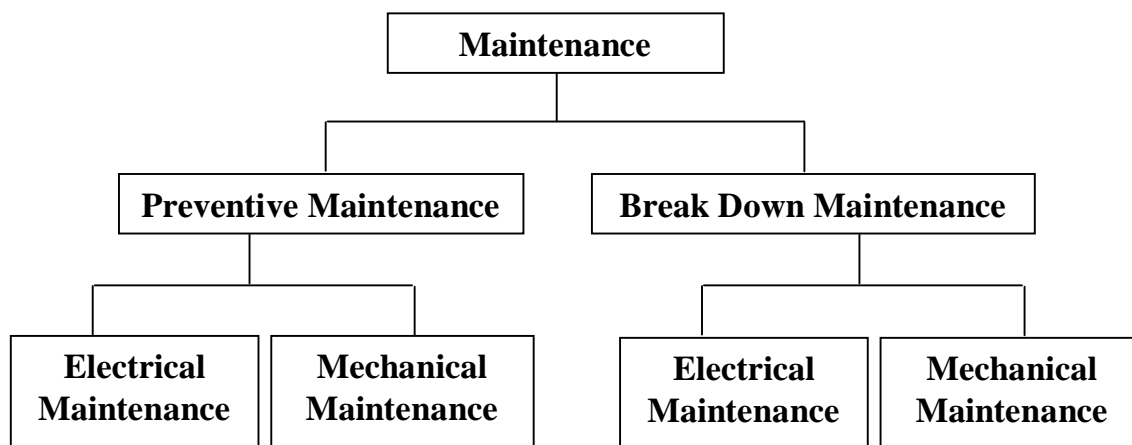 Maintenance
Preventive Maintenance
Break Down Maintenance
Electrical
Maintenance
Mechanical
Maintenance
Electrical
Maintenance
Mechanical
Maintenance